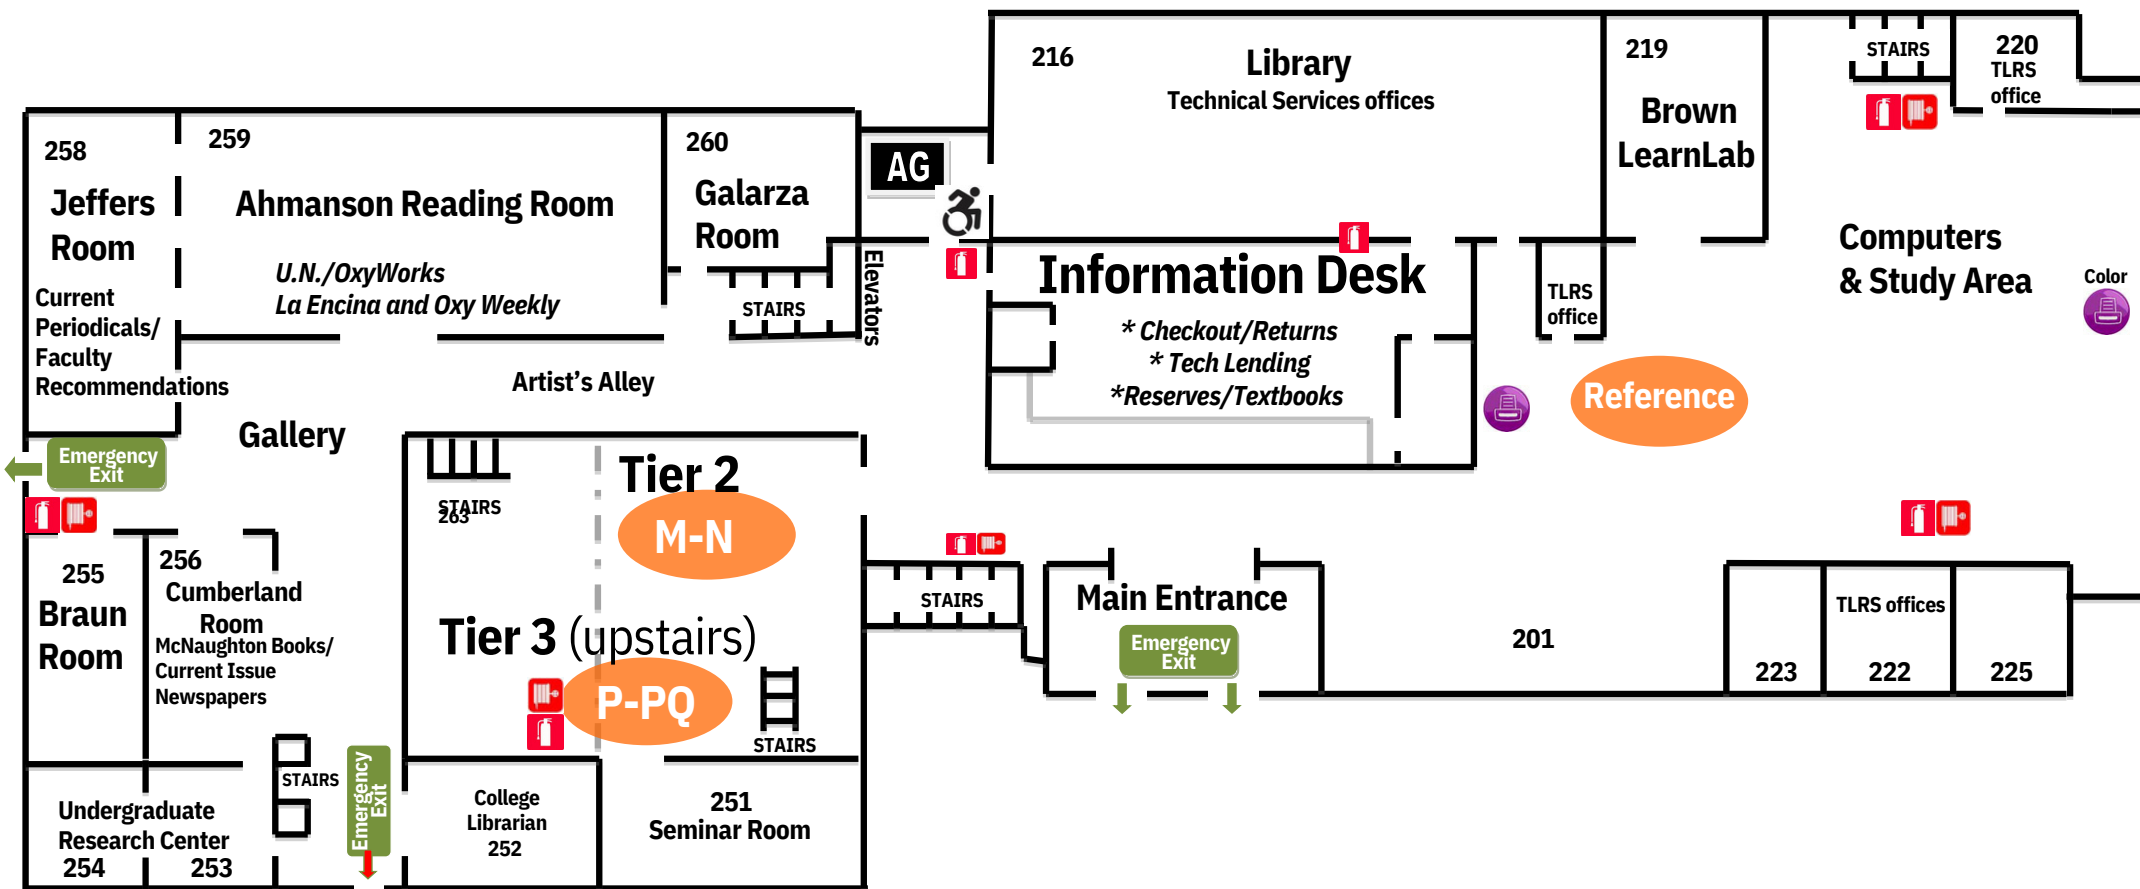 216
Library
Technical Services offices
219
Brown
LearnLab
STAIRS
220
TLRS
office
258
Jeffers
Room
Current
Periodicals/
Faculty
Recommendations
259
Ahmanson Reading Room
U.N./OxyWorks
La Encina and Oxy Weekly
260
Galarza
Room
STAIRS
AG
Elevators
Information Desk
* Checkout/Returns
* Tech Lending
*Reserves/Textbooks
TLRS
office
Computers
& Study Area
Color
Reference
Artist's Alley
Gallery
Emergency
Exit
STAIRS
263
Tier 2
M-N
Tier 3 (upstairs)
P-PQ
STAIRS
255
Braun
Room
256
Cumberland
Room
McNaughton Books/
Current Issue
Newspapers
STAIRS
Main Entrance
Emergency
Exit
201
TLRS offices
223
222
225
STAIRS
Emergency
Exit
Undergraduate
Research Center
254
253
College
Librarian
252
251
Seminar Room